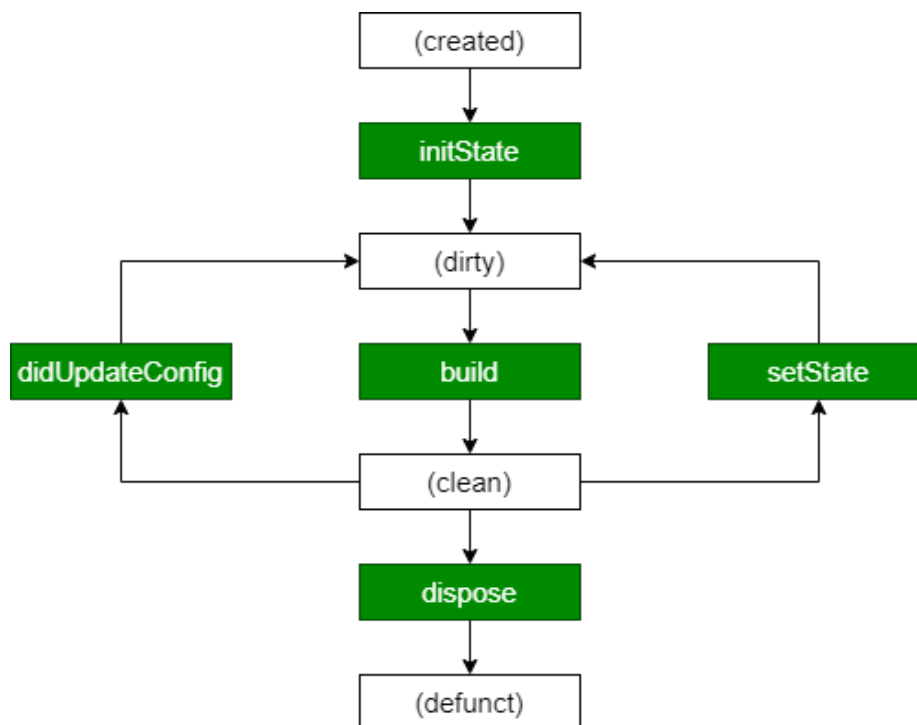 (created)
initState
(dirty)
didUpdateConfig
build
setState
(clean)
dispose
(defunct)